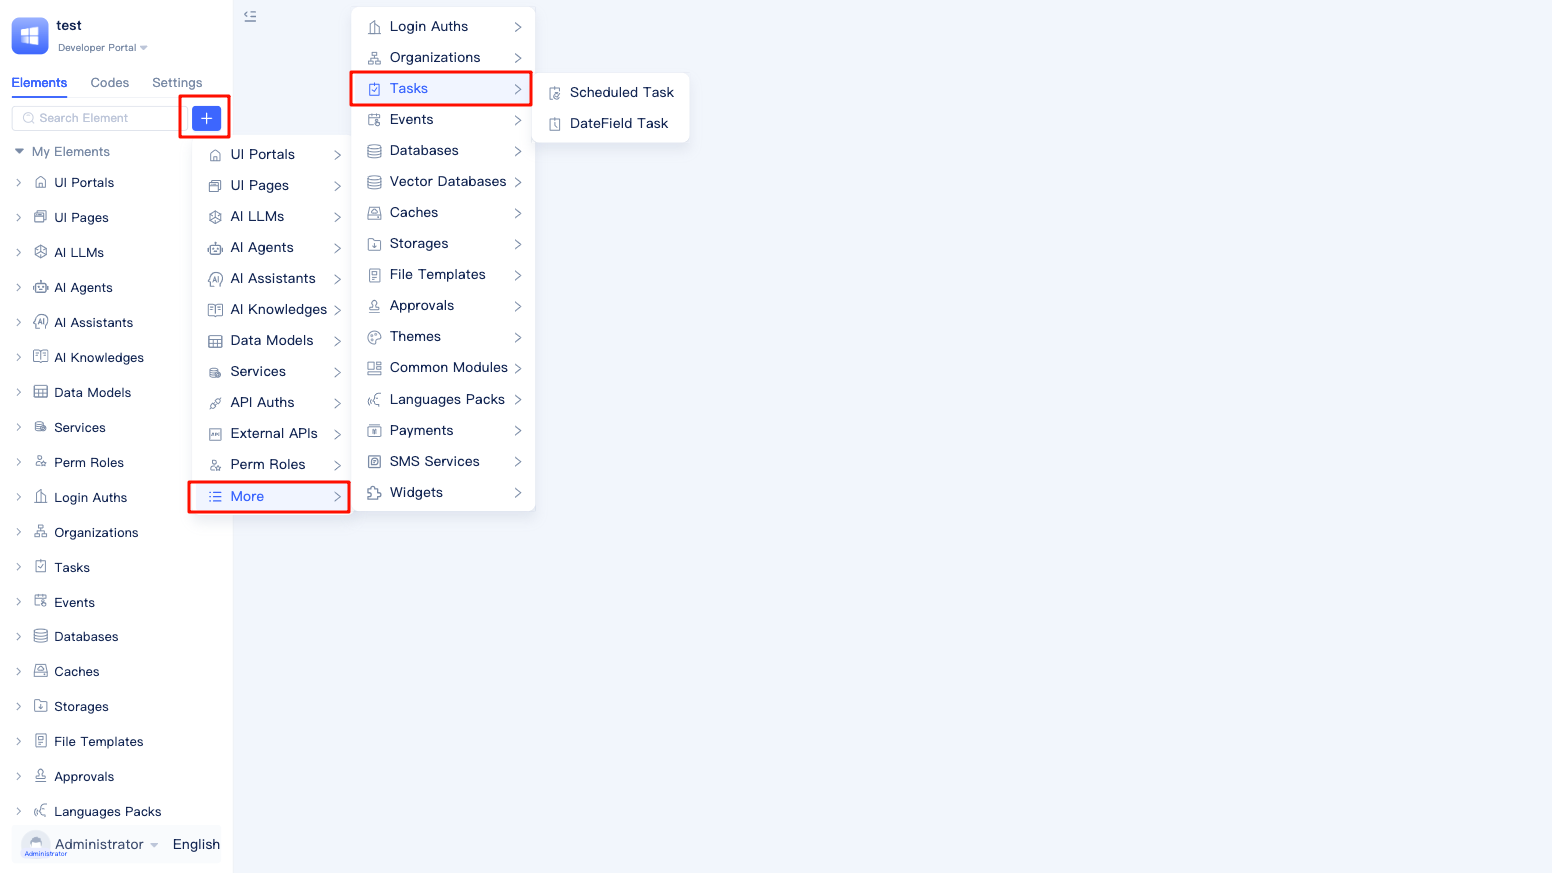 test
Developer Portal
Elements
Codes
Settings
Search Element
My Elements
UI Portals
UI Pages
AI LLMs
AI Agents
AI Assistants
AI Knowledges
Data Models
Services
Perm Roles
Login Auths
Organizations
Tasks
Events
Databases
Caches
Storages
File Templates
Approvals
Languages Packs
Administrator
Administrator
English
UI Portals
UI Pages
AI LLMs
AI Agents
AI Assistants
AI Knowledges
Data Models
Services
API Auths
External APIs
Perm Roles
More
Login Auths
Organizations
Tasks
Events
Databases
Vector Databases
Caches
Storages
File Templates
Approvals
Themes
Common Modules
Languages Packs
Payments
SMS Services
Widgets
Scheduled Task
DateField Task